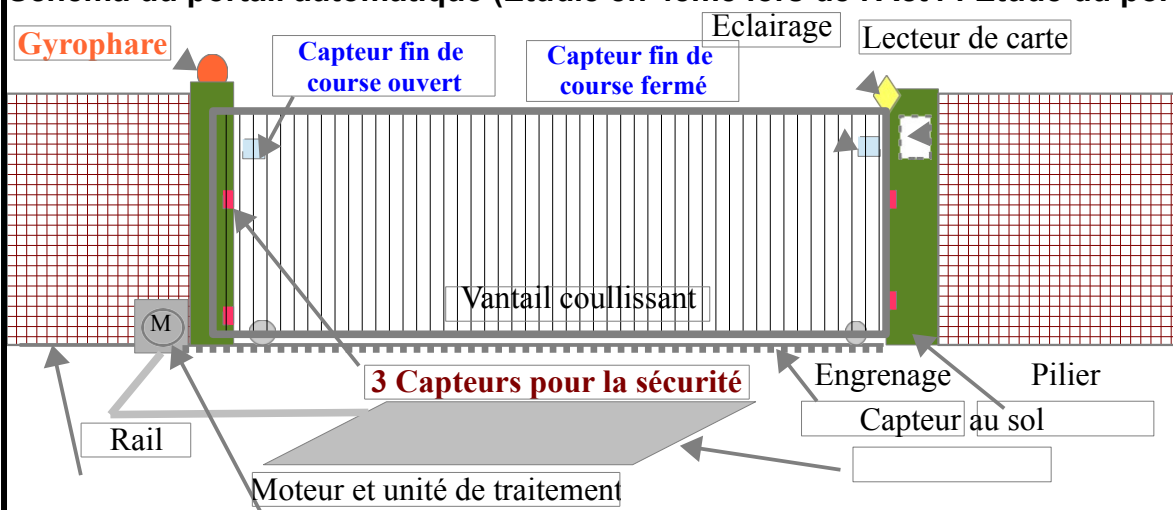 Gyrophare
Capteur fin de
course ouvert
Capteur fin de
course fermé
Eclairage
Lecteur de carte
Vantail coullissant
M
3 Capteurs pour la sécurité
Engrenage
Pilier
Capteur au sol
Rail
Moteur et unité de traitement